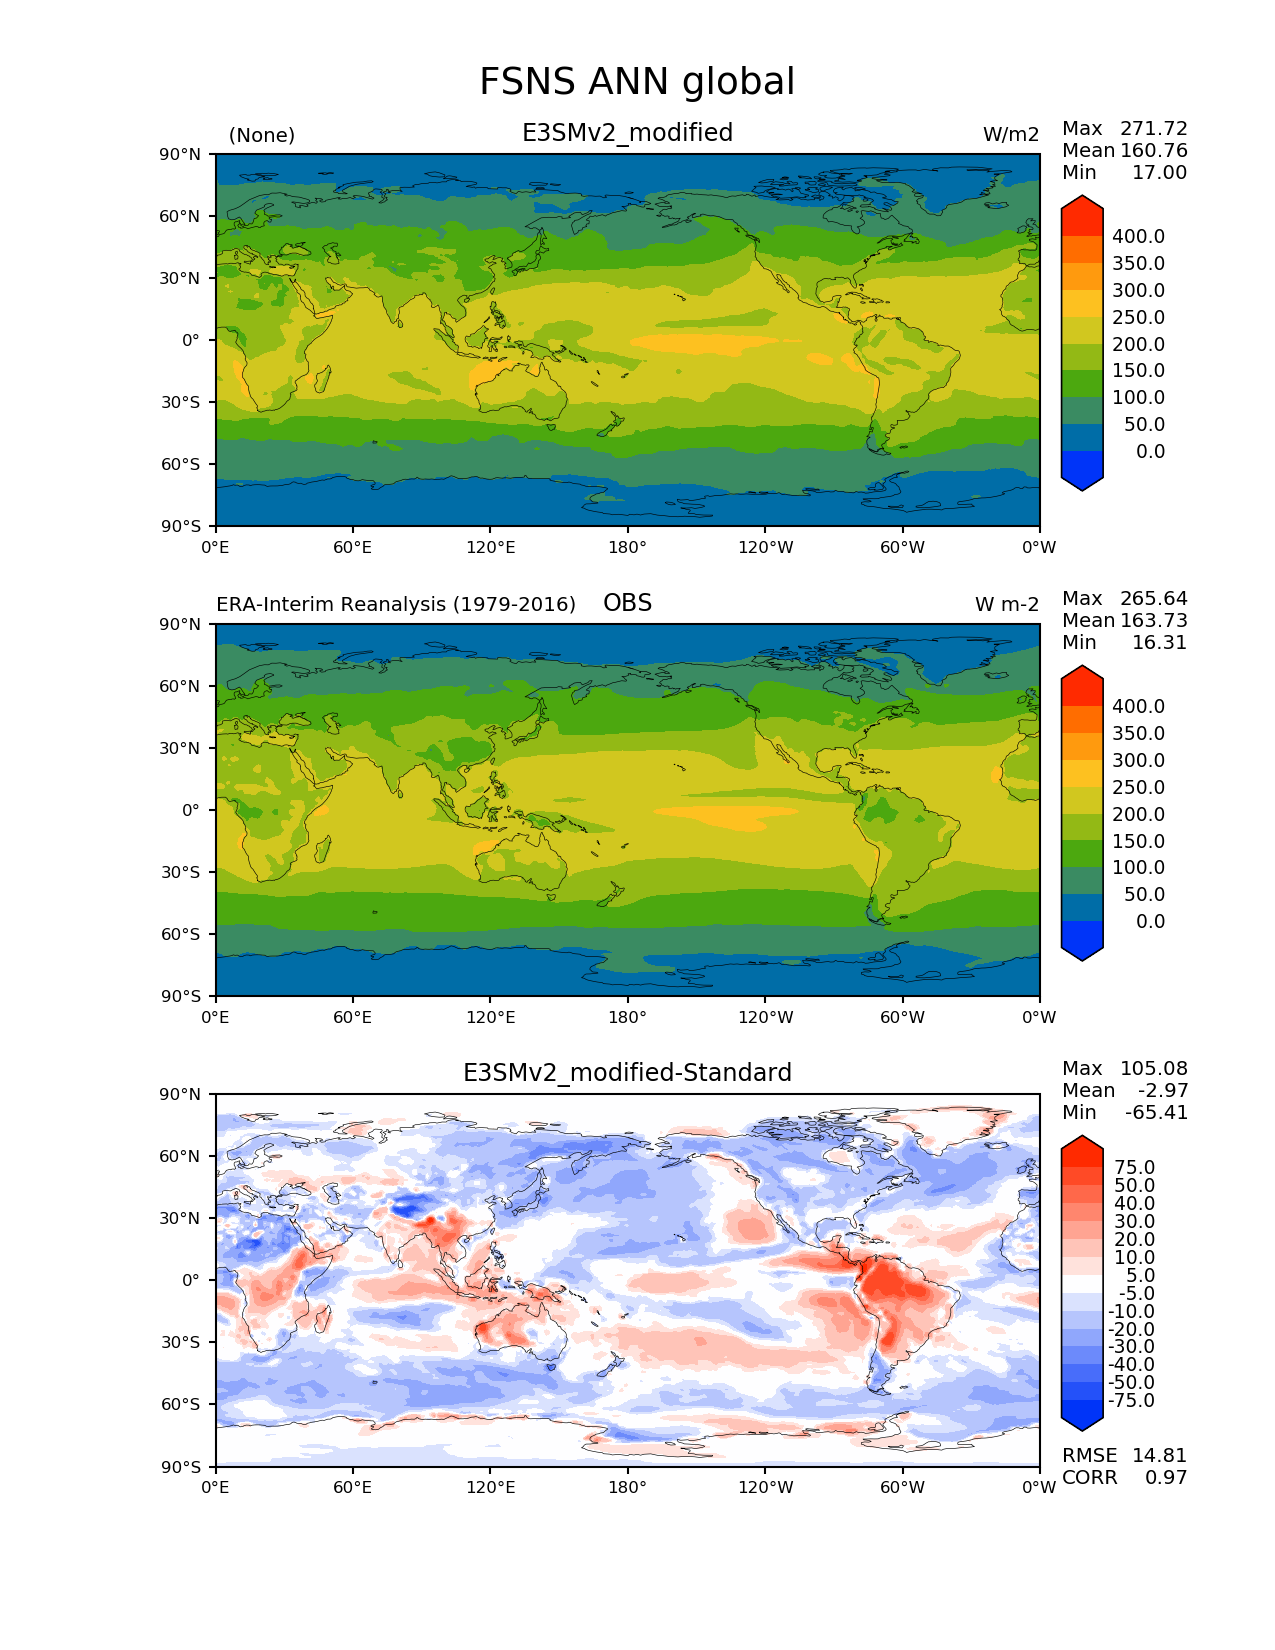 FSNS ANN global
(None) E3SMv2_modified W/m2
Max 271.72
Mean 160.76
Min 17.00
90°N
60°N
30°N
0°
30°S
60°S
90°S
0°E 60°E 120°E 180° 120°W 60°W 0°W
400.0
350.0
300.0
250.0
200.0
150.0
100.0
50.0
0.0
ERA-Interim Reanalysis (1979-2016) OBS W m-2
Max 265.64
Mean 163.73
Min 16.31
90°N
60°N
30°N
0°
30°S
60°S
90°S
0°E 60°E 120°E 180° 120°W 60°W 0°W
400.0
350.0
300.0
250.0
200.0
150.0
100.0
50.0
0.0
E3SMv2_modified-Standard
Max 105.08
Mean -2.97
Min -65.41
90°N
60°N
30°N
0°
30°S
60°S
90°S
0°E 60°E 120°E 180° 120°W 60°W 0°W
75.0
50.0
40.0
30.0
20.0
10.0
5.0
-5.0
-10.0
-20.0
-30.0
-40.0
-50.0
-75.0
RMSE 14.81
CORR 0.97